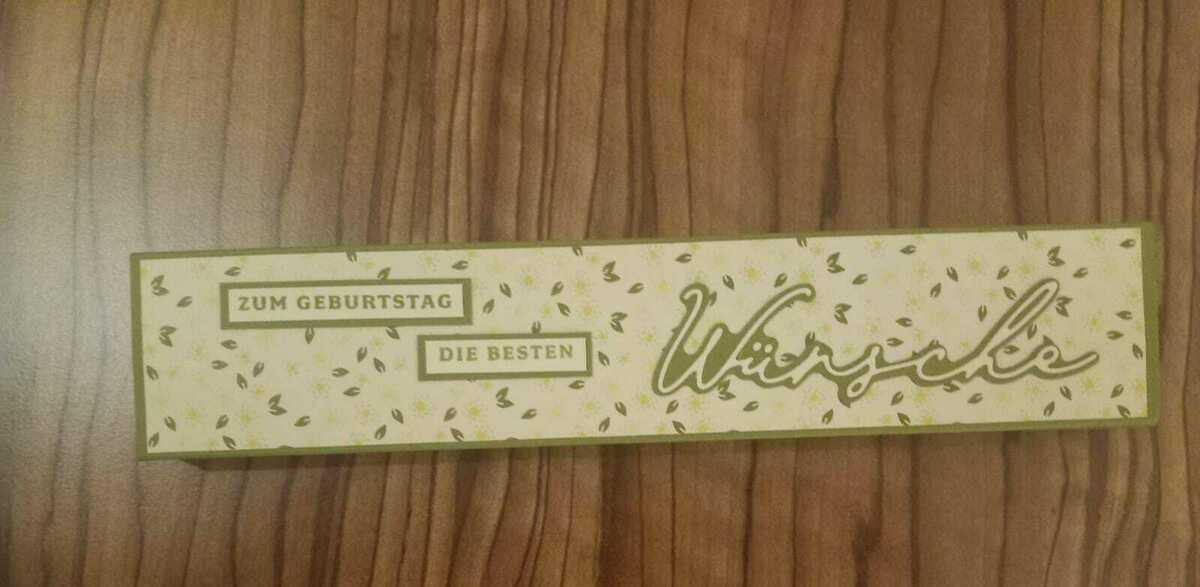 ZUM GEBURTSTAG
DIE BESTEN
Wünsche